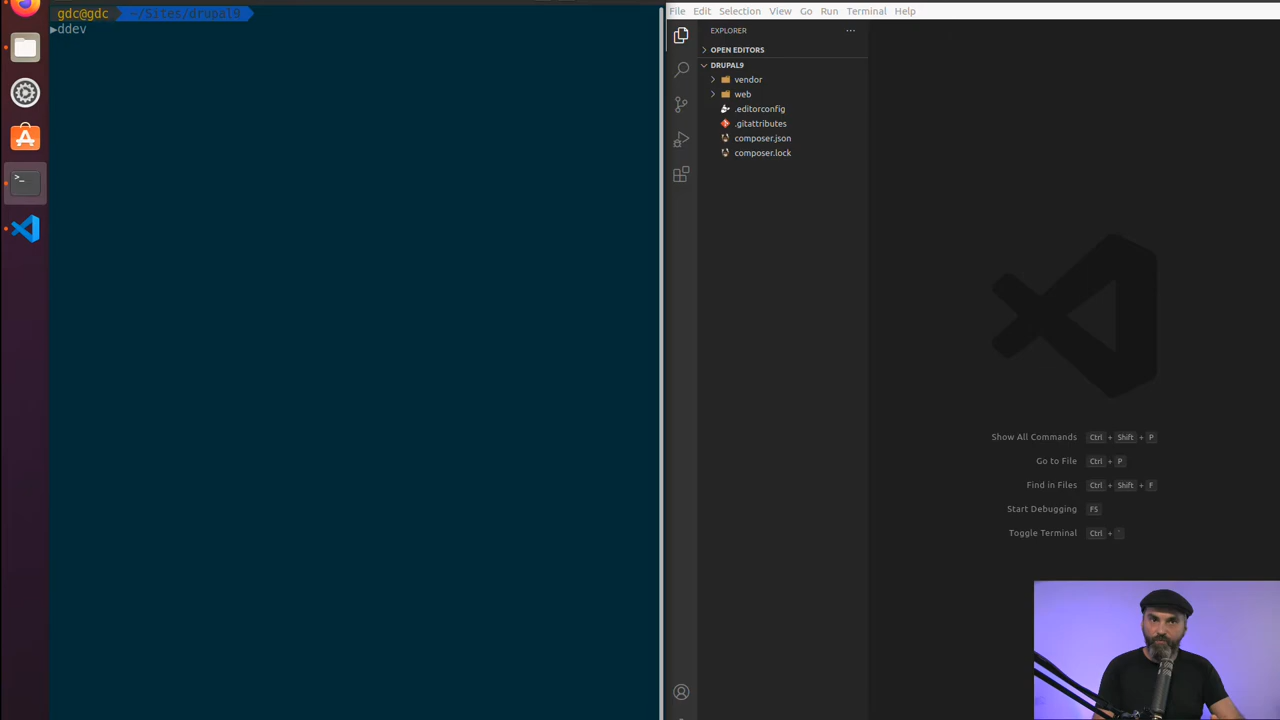 gdc@gdc ~/Sites/drupal9
▶ddev
File Edit Selection View Go Run Terminal Help
EXPLORER ...
OPEN EDITORS
DRUPAL9
vendor
web
.editorconfig
.gitattributes
composer.json
composer.lock
Show All Commands Ctrl + Shift + P
Go to File Ctrl + P
Find in Files Ctrl + Shift + F
Start Debugging F5
Toggle Terminal Ctrl + `